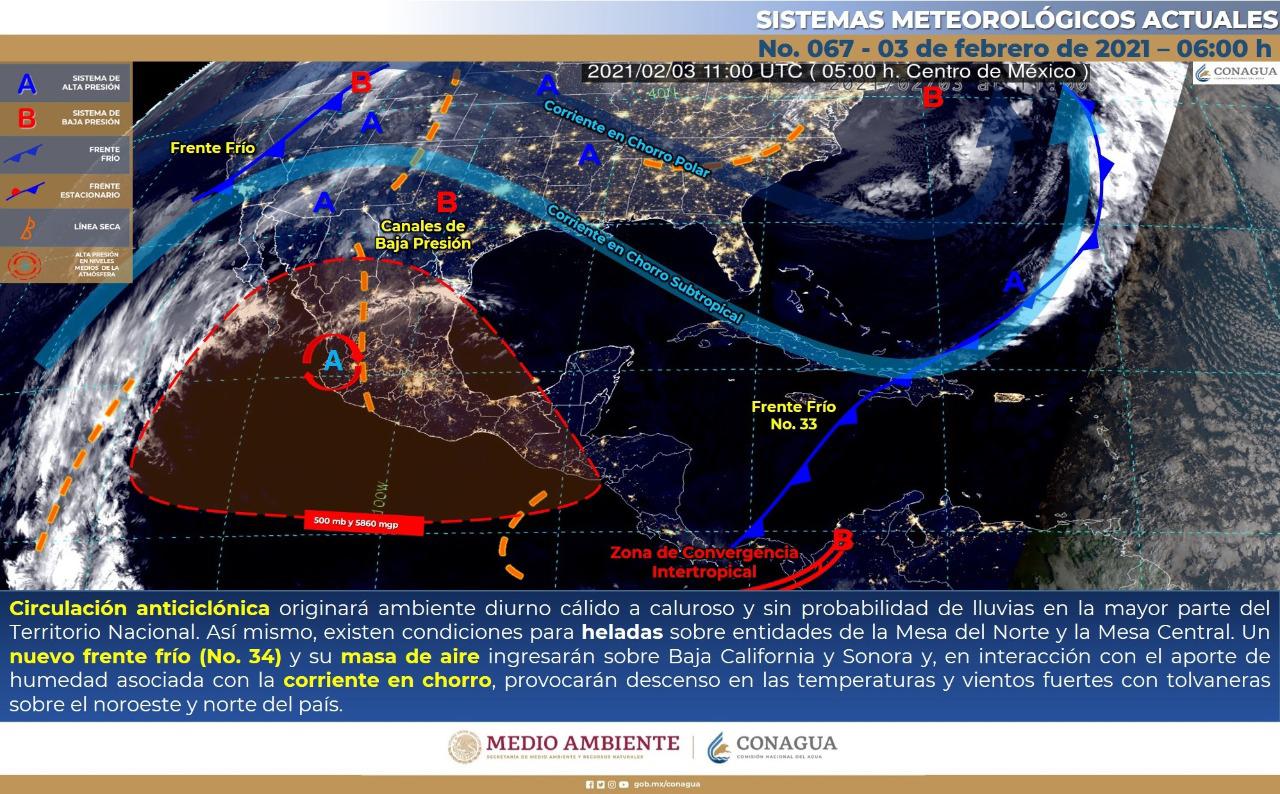 SISTEMAS METEOROLÓGICOS ACTUALES
No. 067 - 03 de febrero de 2021 – 06:00 h
2021/02/03 11:00 UTC ( 05:00 h. Centro de México )
CONAGUA
A
SISTEMA DE
ALTA PRESIÓN
B
SISTEMA DE
BAJA PRESIÓN
FRENTE
FRÍO
FRENTE
ESTACIONARIO
LÍNEA SECA
ALTA PRESIÓN
EN NIVELES
MEDIOS DE LA
ATMÓSFERA
B
A
B
A
Frente Frío
Corriente en Chorro Polar
A
A
B
Canales de
Baja Presión
Corriente en Chorro Subtropical
A
A
Frente Frío
No. 33
100W
500 mb y 5860 mgp
B
Zona de Convergencia
Intertropical
Circulación anticiclónica originará ambiente diurno cálido a caluroso y sin probabilidad de lluvias en la mayor parte del
Territorio Nacional. Así mismo, existen condiciones para heladas sobre entidades de la Mesa del Norte y la Mesa Central. Un
nuevo frente frío (No. 34) y su masa de aire ingresarán sobre Baja California y Sonora y, en interacción con el aporte de
humedad asociada con la corriente en chorro, provocarán descenso en las temperaturas y vientos fuertes con tolvaneras
sobre el noroeste y norte del país.
MEDIO AMBIENTE
SECRETARÍA DE MEDIO AMBIENTE Y RECURSOS NATURALES
CONAGUA
COMISIÓN NACIONAL DEL AGUA
gob.mx/conagua